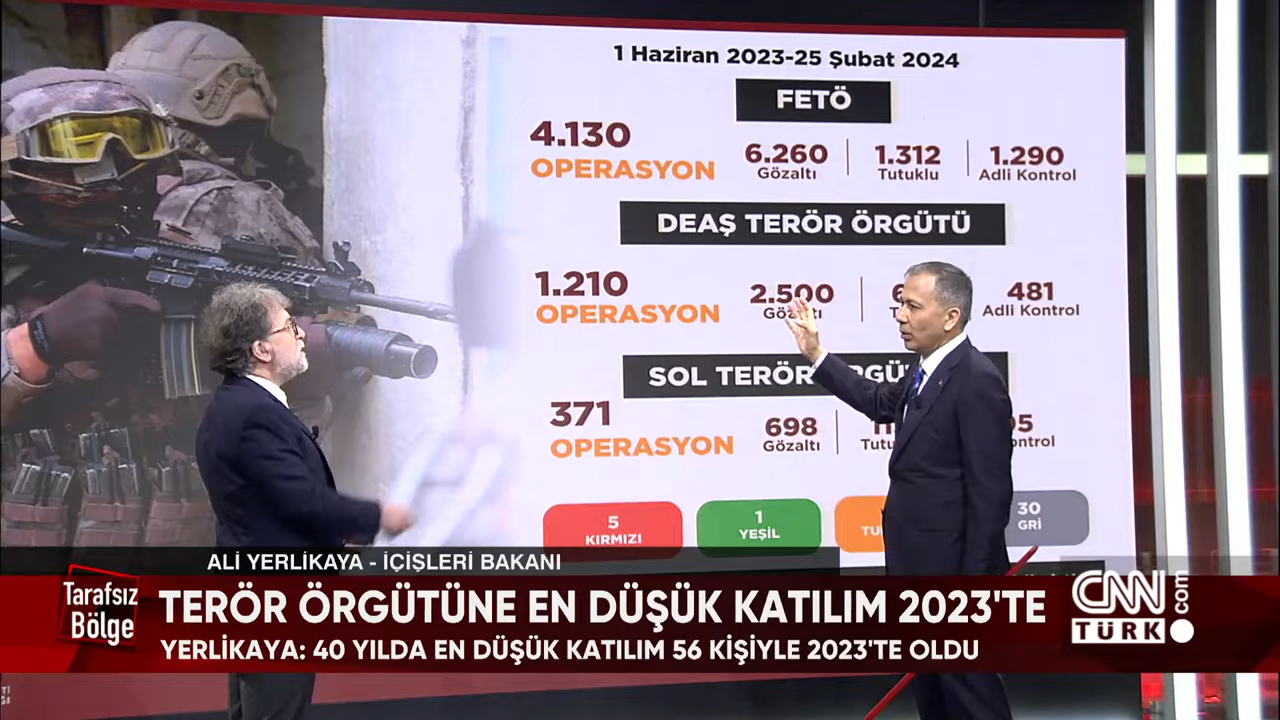 1 Haziran 2023-25 Şubat 2024
FETÖ
4.130
OPERASYON
6.260
Gözaltı
1.312
Tutuklu
1.290
Adli Kontrol
DEAŞ TERÖR ÖRGÜTÜ
1.210
OPERASYON
2.500
Gözaltı
481
Adli Kontrol
SOL TERÖR
371
OPERASYON
698
Gözaltı
5
KIRMIZI
1
YEŞİL
30
GRİ
ALİ YERLİKAYA - İÇİŞLERİ BAKANI
Tarafsız
Bölge
TERÖR ÖRGÜTÜNE EN DÜŞÜK KATILIM 2023'TE
YERLİKAYA: 40 YILDA EN DÜŞÜK KATILIM 56 KİŞİYLE 2023'TE OLDU
CNN
TÜRK
.com